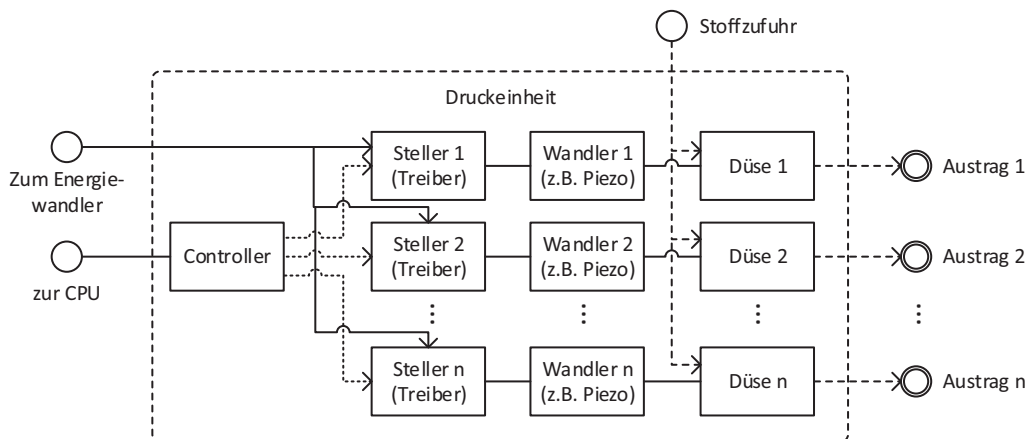 Stoffzufuhr
Druckeinheit
Zum Energie-
wandler
zur CPU
Controller
Steller 1
(Treiber)
Wandler 1
(z.B. Piezo)
Düse 1
Austrag 1
Steller 2
(Treiber)
Wandler 2
(z.B. Piezo)
Düse 2
Austrag 2
Steller n
(Treiber)
Wandler n
(z.B. Piezo)
Düse n
Austrag n